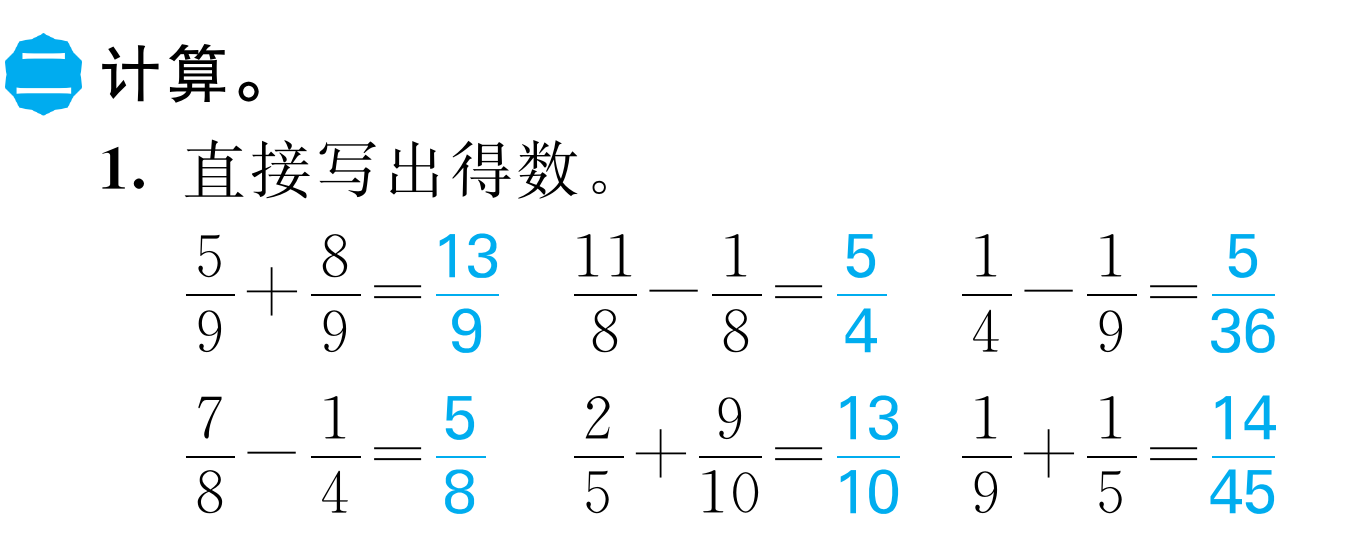 二 计算。
1. 直接写出得数。
5/9 + 8/9 = 13/9 11/8 - 1/8 = 5/4 1/4 - 1/9 = 5/36
7/8 - 1/4 = 5/8 2/5 + 9/10 = 13/10 1/9 + 1/5 = 14/45